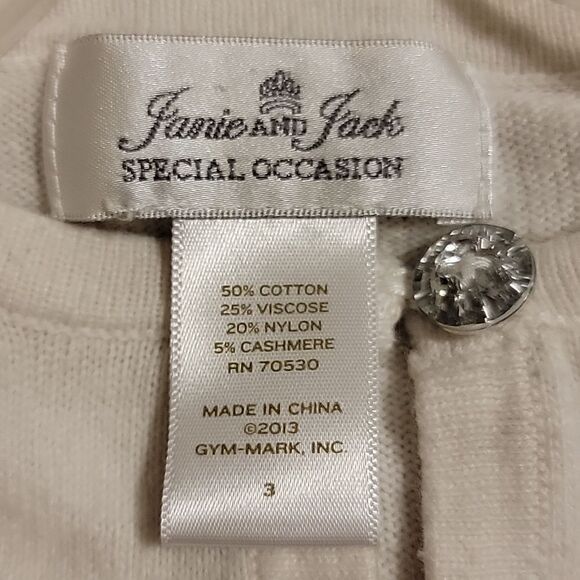 Janie AND Jack
SPECIAL OCCASION
50% COTTON
25% VISCOSE
20% NYLON
5% CASHMERE
RN 70530
MADE IN CHINA
©2013
GYM-MARK, INC.
3